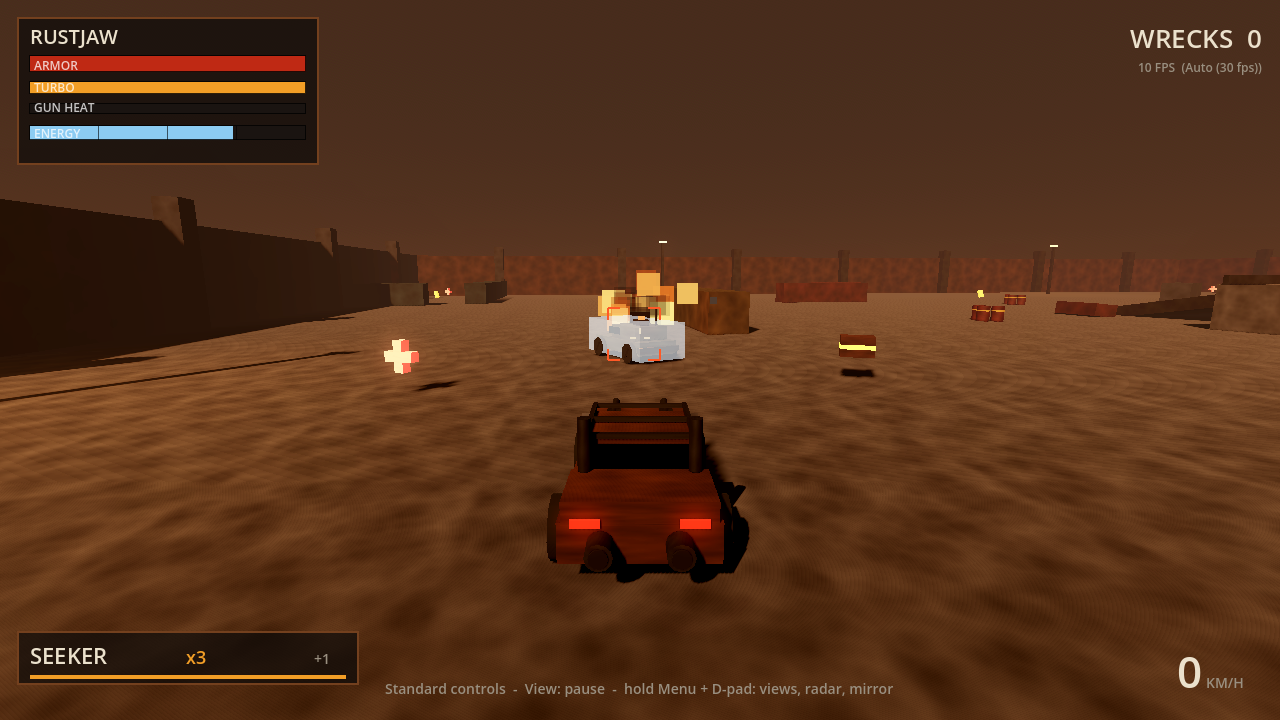 RUSTJAW
ARMOR
TURBO
GUN HEAT
ENERGY
WRECKS 0
10 FPS (Auto (30 fps))
SEEKER x3 +1
Standard controls - View: pause - hold Menu + D-pad: views, radar, mirror
0 KM/H